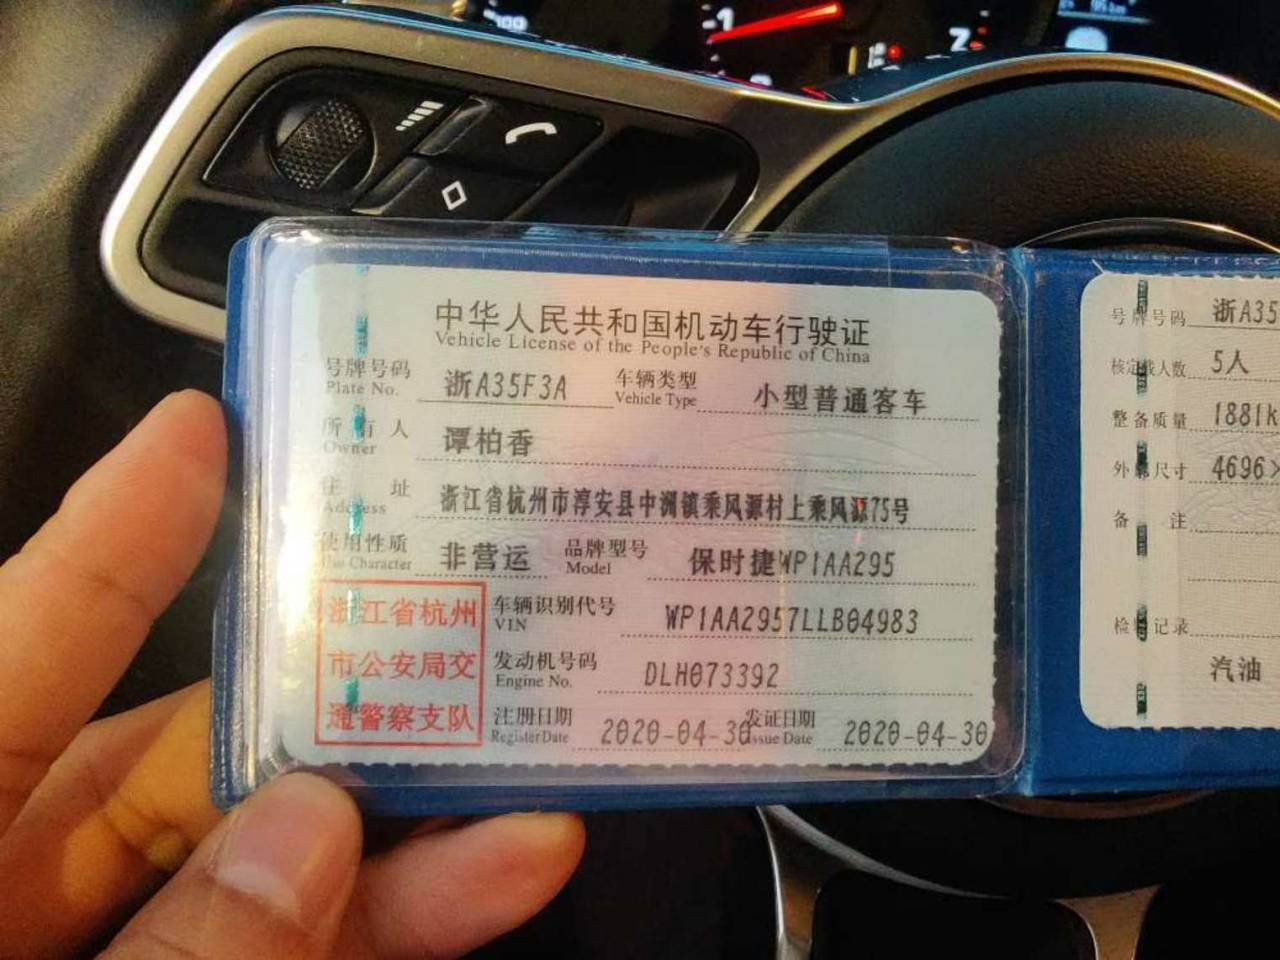 中华人民共和国机动车行驶证
Vehicle License of the People's Republic of China
号牌号码 浙A35F3A 车辆类型 小型普通客车
Plate No. Vehicle Type
所有人 谭柏香
Owner
住址 浙江省杭州市淳安县中洲镇乘风源村上乘风源75号
Address
使用性质 非营运 品牌型号 保时捷WP1AA295
Use Character Model
车辆识别代号 WP1AA2957LLB04983
VIN
发动机号码 DLH073392
Engine No.
注册日期 2020-04-30 发证日期 2020-04-30
Register Date Issue Date
浙江省杭州
市公安局交
通警察支队
号牌号码 浙A35
核定载人数 5人
整备质量 1881k
外廓尺寸 4696×
备注
检验记录
汽油
100
1
2